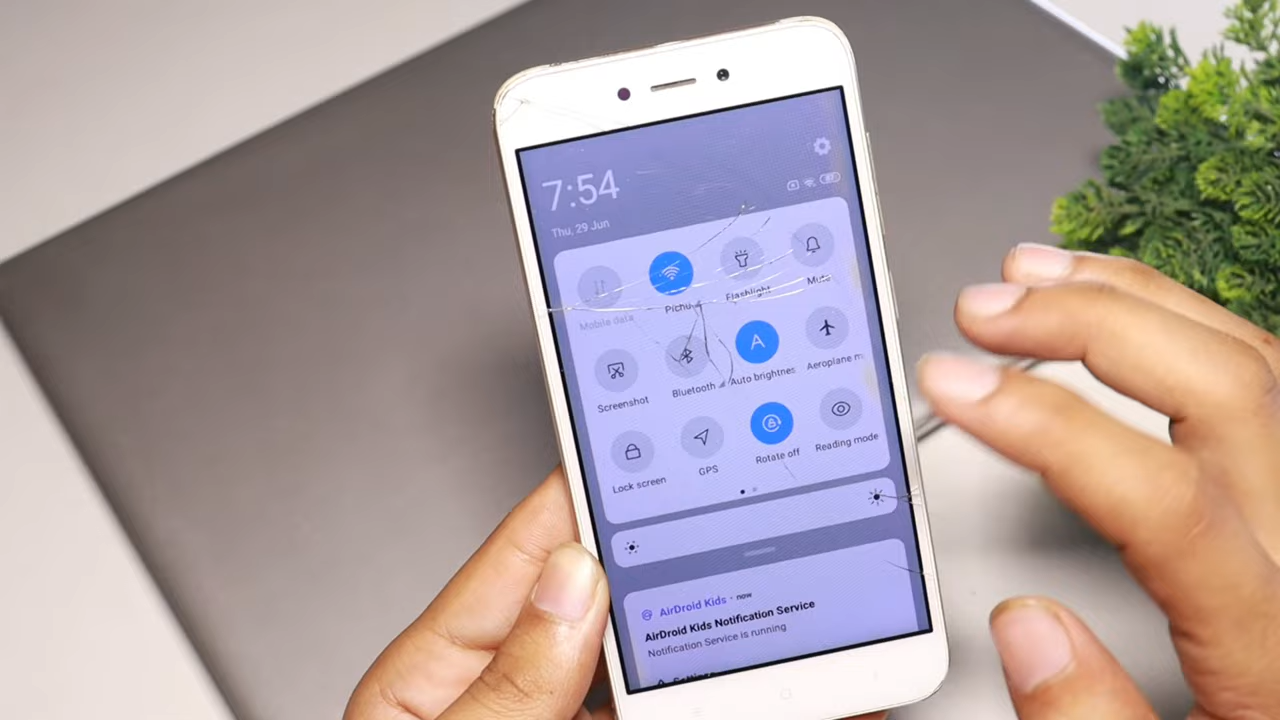 7:54
Thu, 29 Jun
Mobile data
Flashlight
Mute
Screenshot
Bluetooth
Auto brightnes
Aeroplane m
Lock screen
GPS
Rotate off
Reading mode
AirDroid Kids · now
AirDroid Kids Notification Service
Notification Service is running